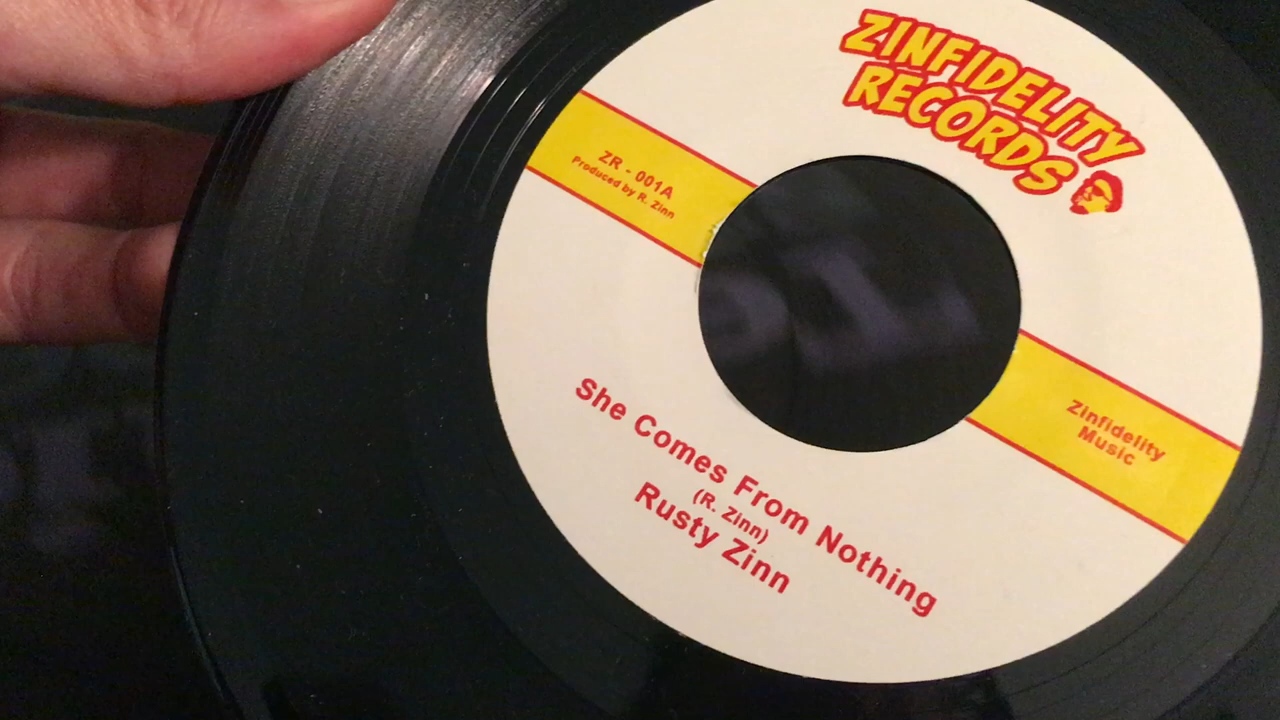 ZINFIDELITY
RECORDS
ZR - 001A
Produced by R. Zinn
Zinfidelity
Music
She Comes From Nothing
(R. Zinn)
Rusty Zinn